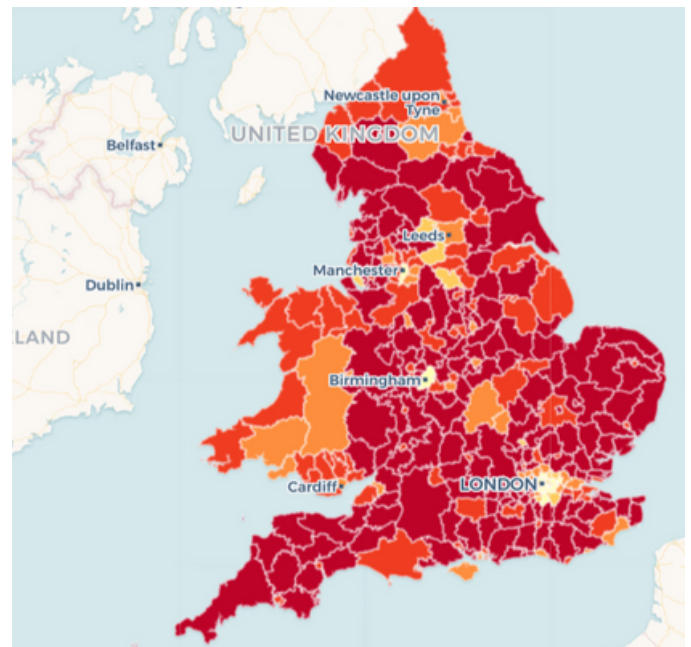 Newcastle upon
Tyne
UNITED KINGDOM
Belfast
Leeds
Manchester
Dublin
LAND
Birmingham
Cardiff
LONDON